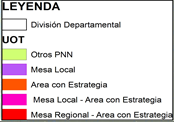 LEYENDA
División Departamental
UOT
Otros PNN
Mesa Local
Area con Estrategia
Mesa Local - Area con Estrategia
Mesa Regional - Area con Estrategia